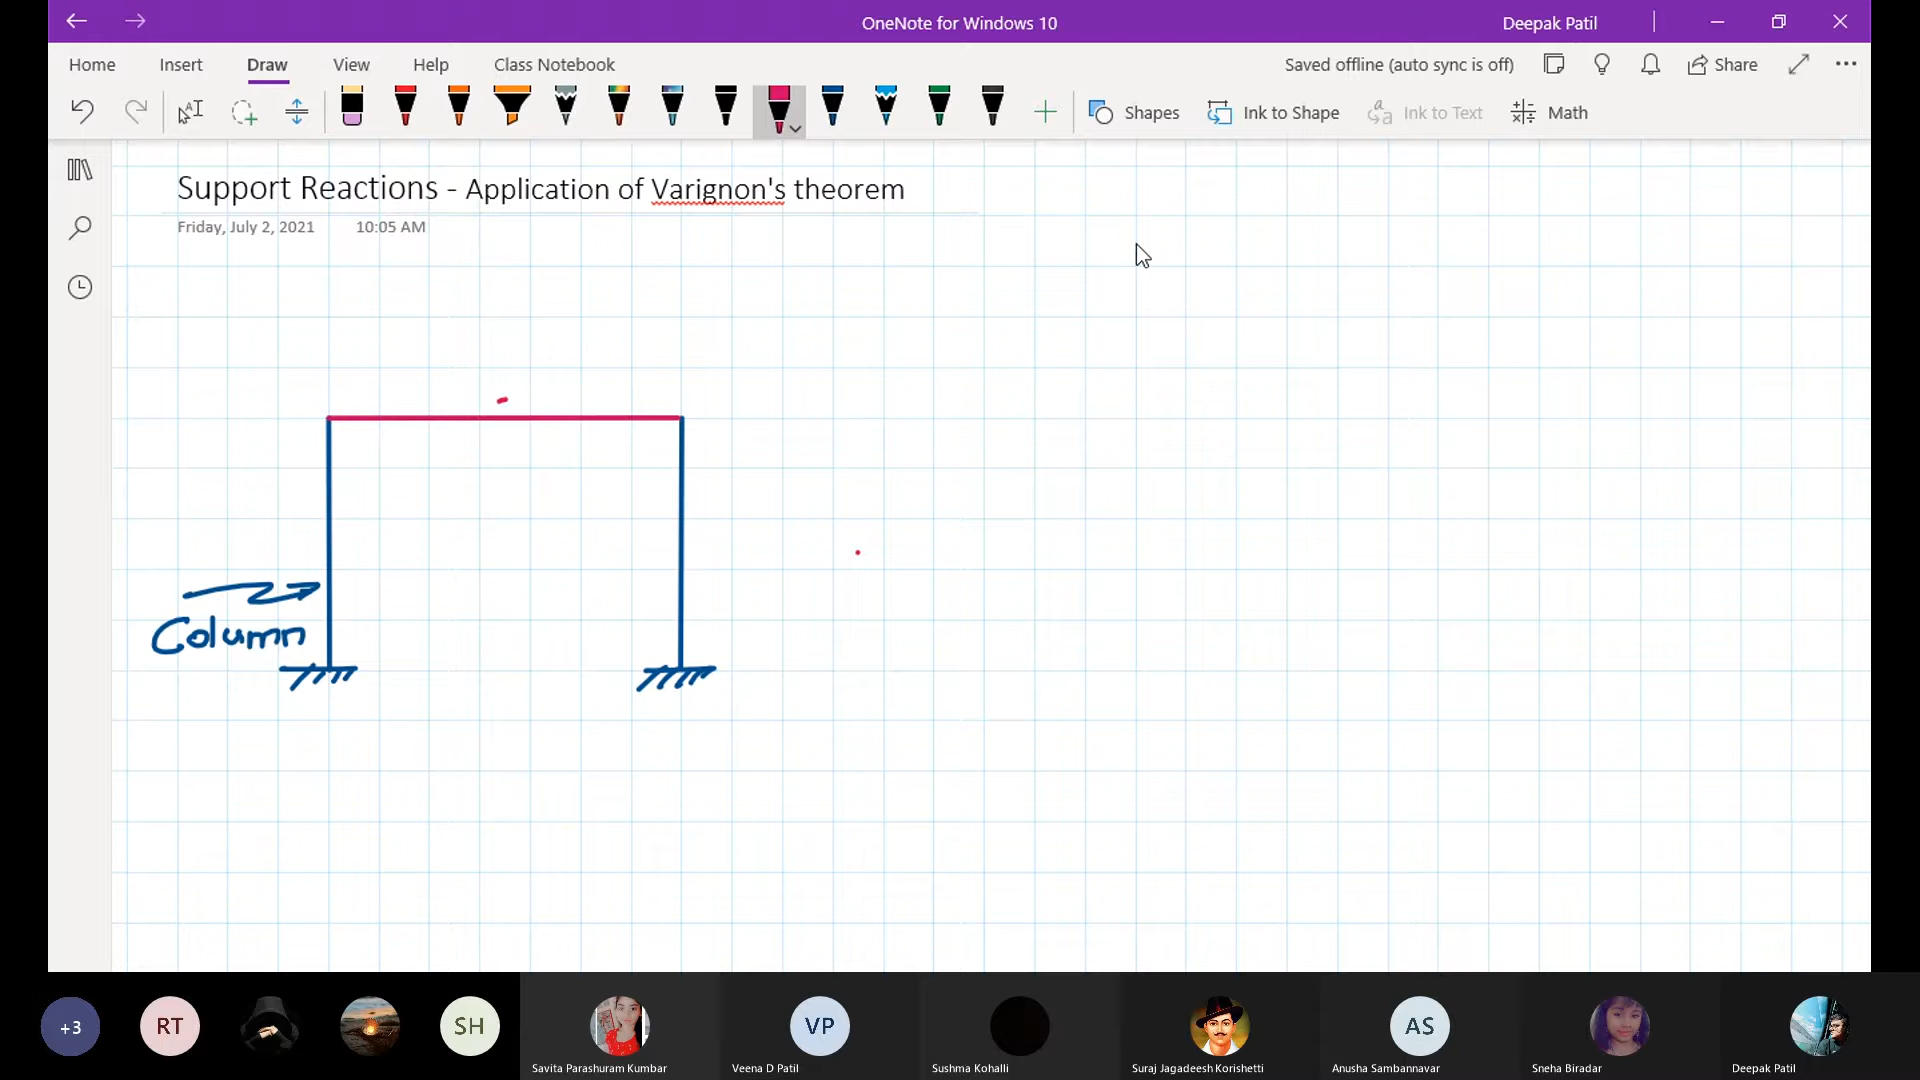 OneNote for Windows 10
Deepak Patil
Home Insert Draw View Help Class Notebook
Saved offline (auto sync is off)
Share
Shapes
Ink to Shape
Ink to Text
Math
Support Reactions - Application of Varignon's theorem
Friday, July 2, 2021 10:05 AM
Column
+3
RT
SH
VP
AS
Savita Parashuram Kumbar
Veena D Patil
Sushma Kohalli
Suraj Jagadeesh Korishetti
Anusha Sambannavar
Sneha Biradar
Deepak Patil